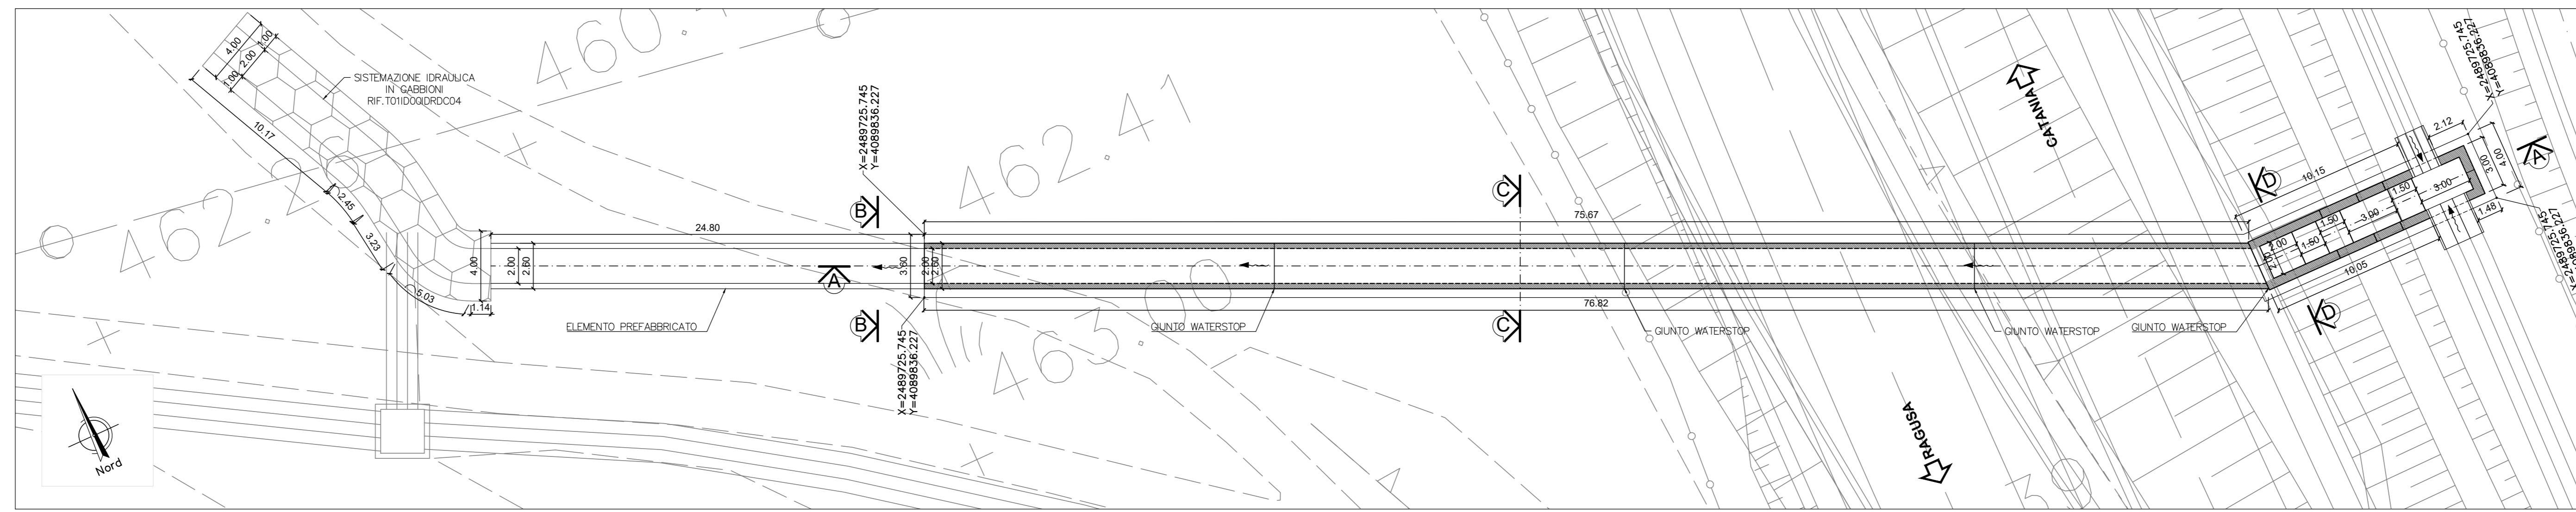 460.
4.00
1.00
2.00
1.00
SISTEMAZIONE IDRAULICA
IN GABBIONI
RIF.T01ID00IDRDC04
10.17
2.45
3.23
5.03
1.14
4.00
2.00
2.60
24.80
ELEMENTO PREFABBRICATO
462.26
462.41
463.00
X=2489725.745
Y=4089836.227
B
B
A
3.60
2.00
2.60
X=2489725.745
Y=4089836.227
75.67
76.82
C
C
GIUNTO WATERSTOP
GIUNTO WATERSTOP
GIUNTO WATERSTOP
GIUNTO WATERSTOP
CATANIA
RAGUSA
D
D
A
10.15
10.05
2.00
2.00
1.50
1.50
3.90
1.50
3.00
2.12
3.00
4.00
1.48
X=2489725.745
Y=4089836.227
X=2489725.745
Y=4089836.227
Nord